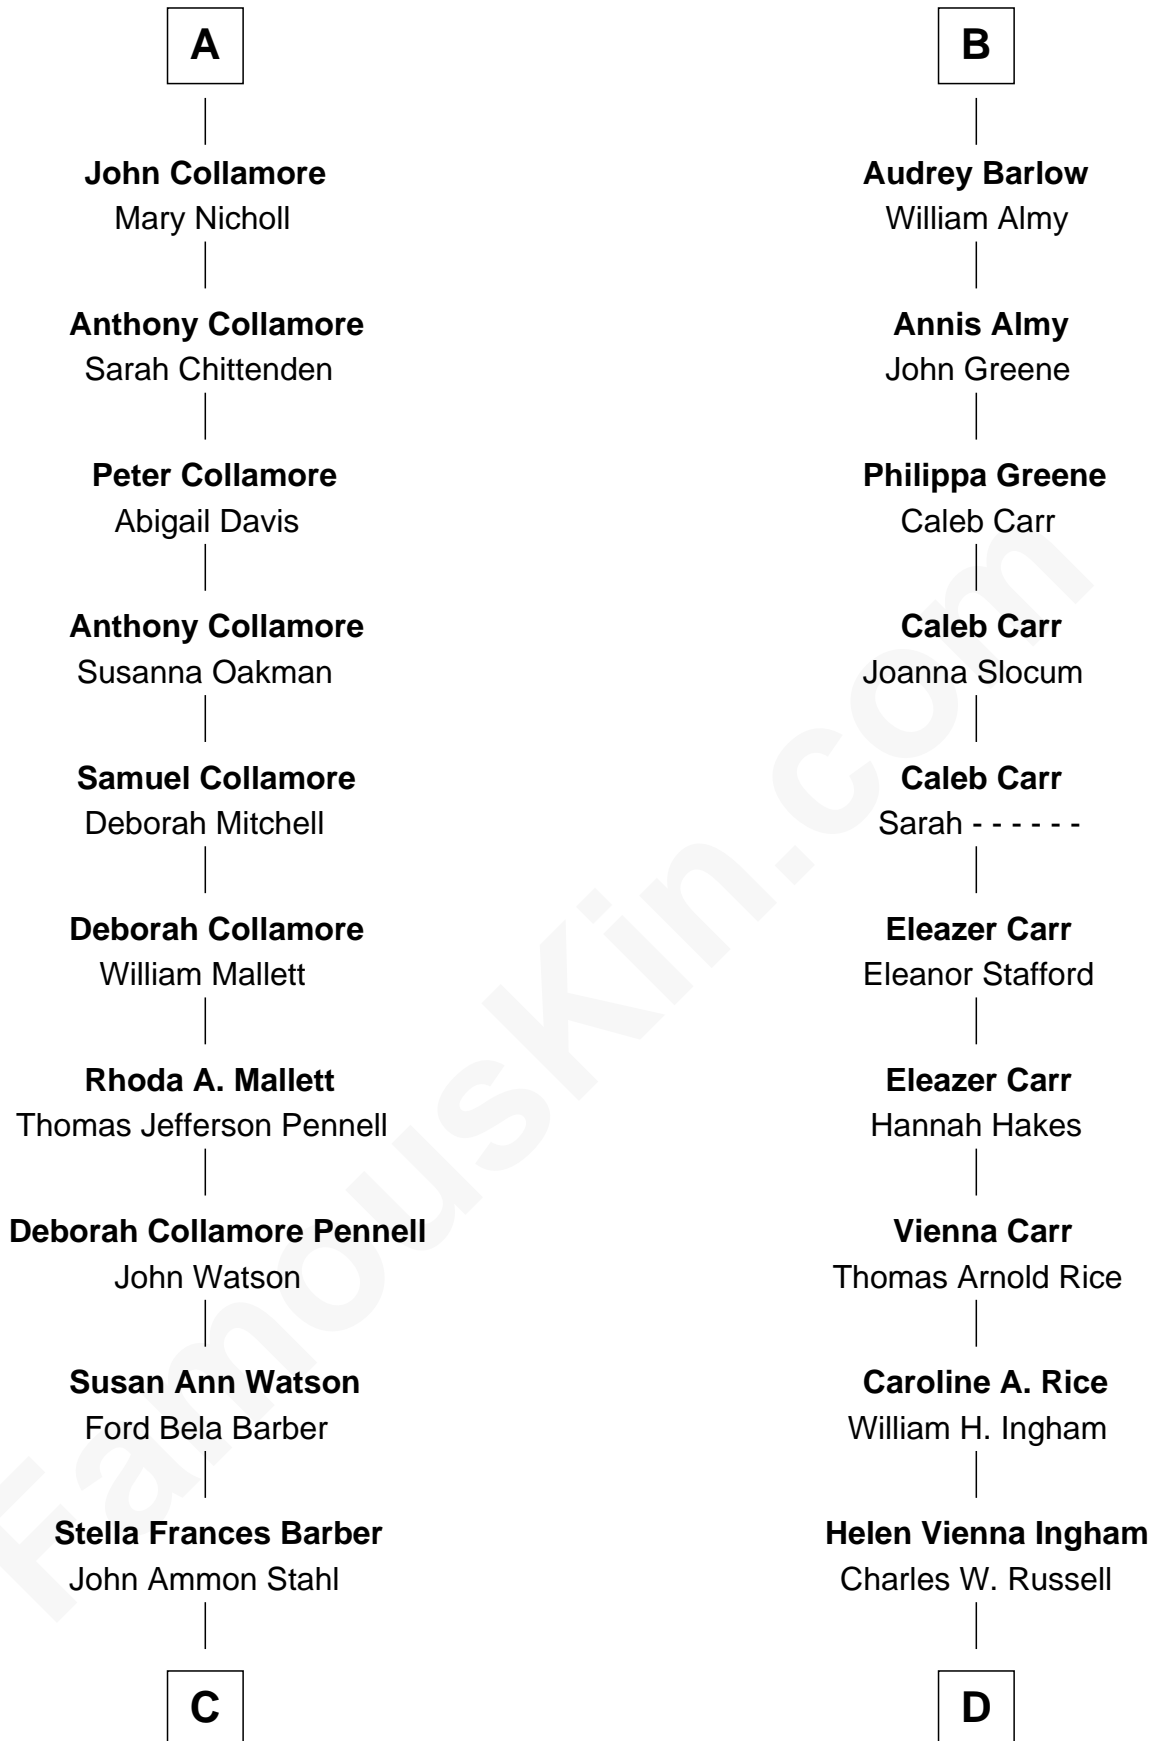 A
John Collamore
Mary Nicholl
Anthony Collamore
Sarah Chittenden
Peter Collamore
Abigail Davis
Anthony Collamore
Susanna Oakman
Samuel Collamore
Deborah Mitchell
Deborah Collamore
William Mallett
Rhoda A. Mallett
Thomas Jefferson Pennell
Deborah Collamore Pennell
John Watson
Susan Ann Watson
Ford Bela Barber
Stella Frances Barber
John Ammon Stahl
C
B
Audrey Barlow
William Almy
Annis Almy
John Greene
Philippa Greene
Caleb Carr
Caleb Carr
Joanna Slocum
Caleb Carr
Sarah - - - - - -
Eleazer Carr
Eleanor Stafford
Eleazer Carr
Hannah Hakes
Vienna Carr
Thomas Arnold Rice
Caroline A. Rice
William H. Ingham
Helen Vienna Ingham
Charles W. Russell
D
FamousKin.com